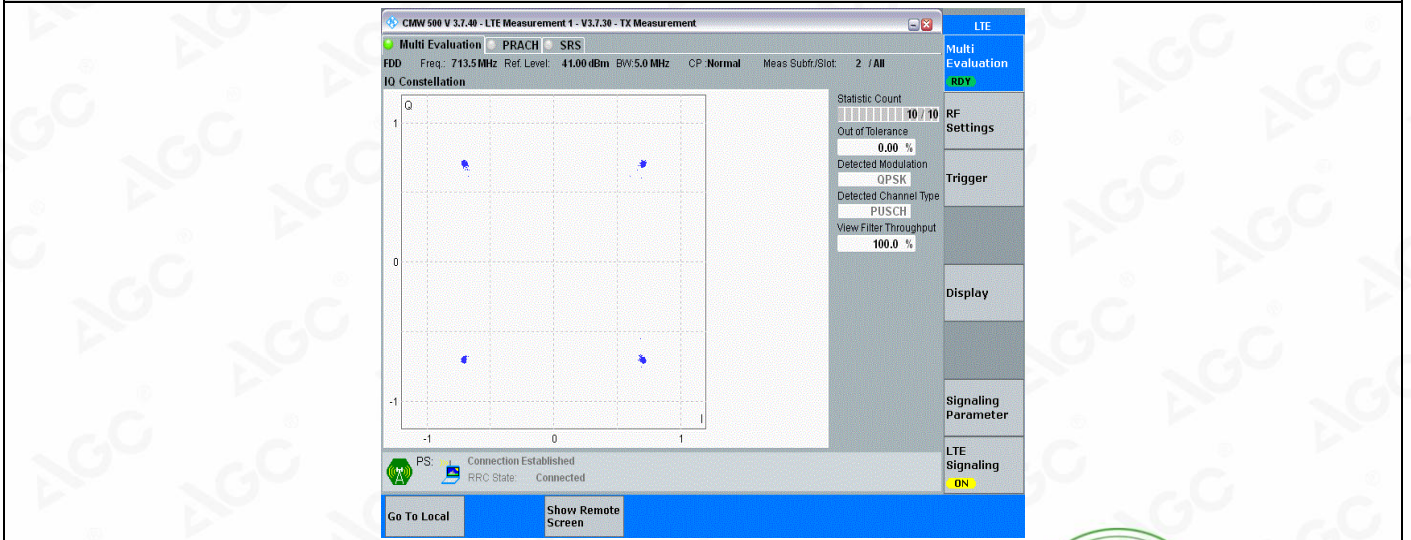 CMW 500 V 3.7.40 - LTE Measurement 1 - V3.7.30 - TX Measurement
LTE
Multi Evaluation PRACH SRS
Multi
Evaluation
RDY
FDD Freq.: 713.5 MHz Ref. Level: 41.00 dBm BW: 5.0 MHz CP :Normal Meas Subfr./Slot: 2 / All
IQ Constellation
Q
1
0
-1
-1 0 1
I
Statistic Count
10 / 10
Out of Tolerance
0.00 %
Detected Modulation
QPSK
Detected Channel Type
PUSCH
View Filter Throughput
100.0 %
RF
Settings
Trigger
Display
Signaling
Parameter
LTE
Signaling
ON
PS: Connection Established
RRC State: Connected
Go To Local
Show Remote
Screen
AGC